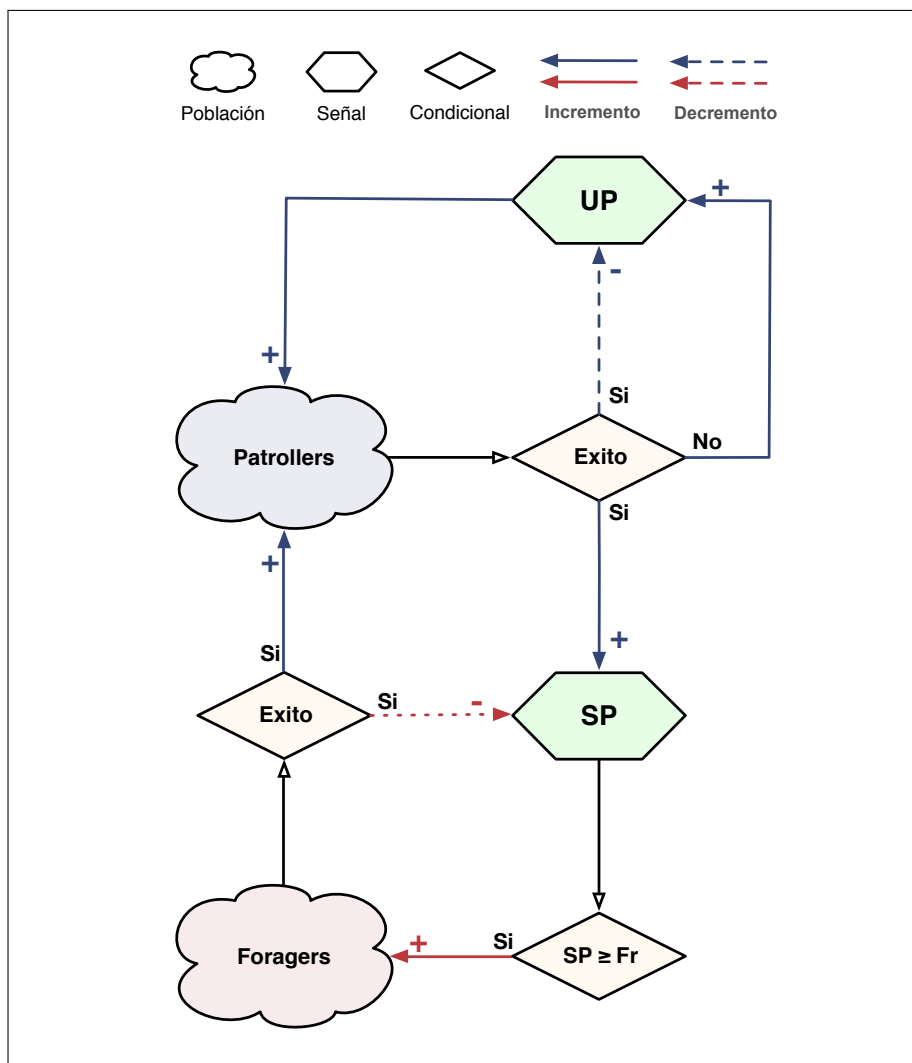 Población Señal Condicional Incremento Decremento
UP
+
-
+
Si
Patrollers
Exito
No
Si
+
+
Si
Si
-
Exito
SP
+
Si
Foragers
SP ≥ Fr